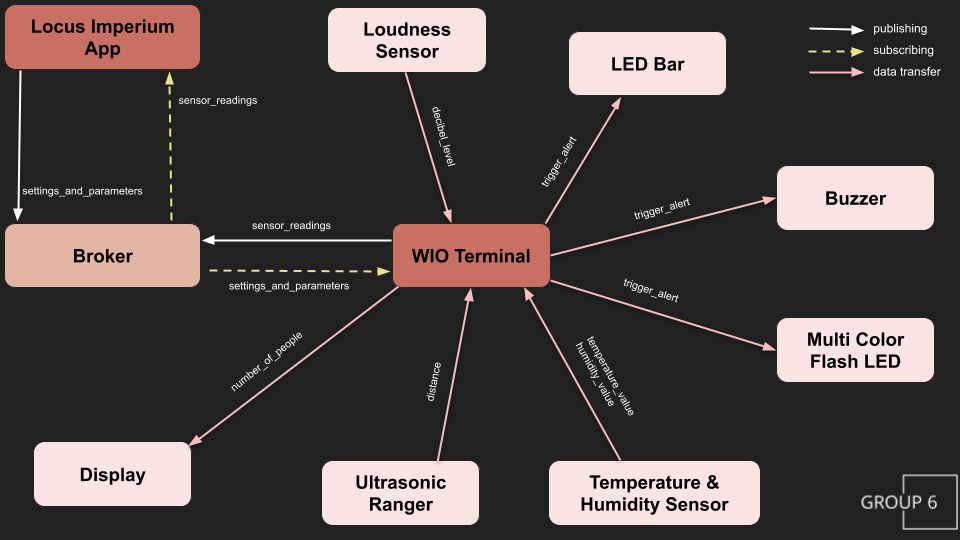 Locus Imperium
App
Loudness
Sensor
LED Bar
publishing
subscribing
data transfer
sensor_readings
decibel_level
trigger_alert
settings_and_parameters
Buzzer
trigger_alert
Broker
sensor_readings
WIO Terminal
settings_and_parameters
trigger_alert
Multi Color
Flash LED
number_of_people
distance
temperature_value
humidity_value
Display
Ultrasonic
Ranger
Temperature &
Humidity Sensor
GROUP 6